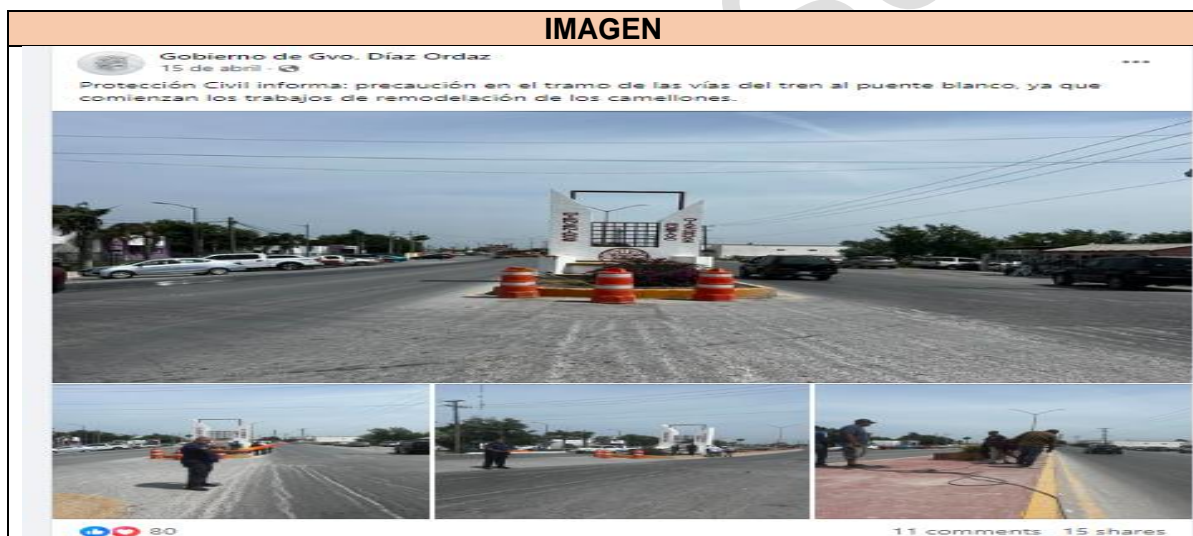 IMAGEN
Gobierno de Gvo. Díaz Ordaz
15 de abril ·
Protección Civil informa: precaución en el tramo de las vías del tren al puente blanco, ya que
comienzan los trabajos de remodelación de los camellones.
80
11 comments 15 shares